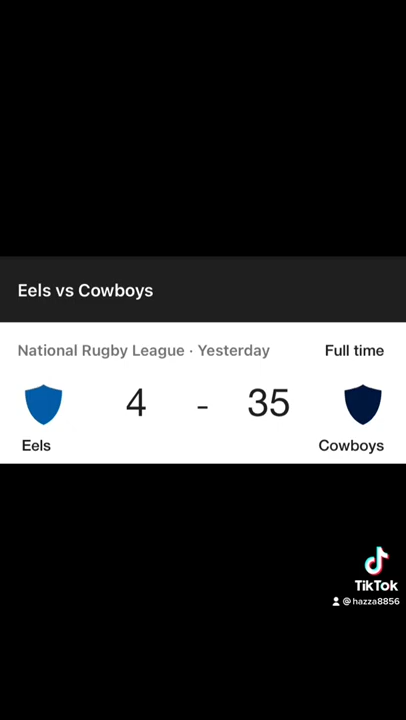 Eels vs Cowboys
National Rugby League · Yesterday Full time
4 - 35
Eels Cowboys
TikTok
@hazza8856